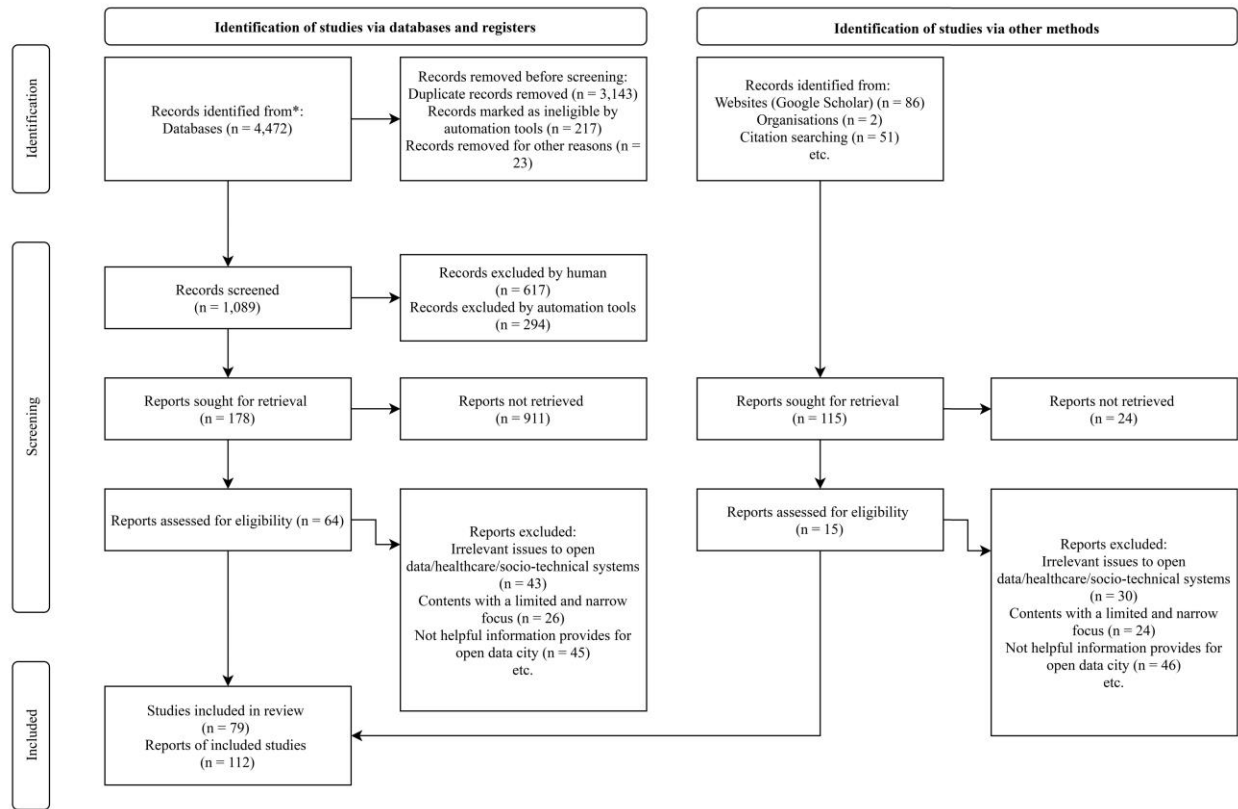 Identification of studies via databases and registers
Identification of studies via other methods
Identification
Records identified from*:
Databases (n = 4,472)
Records removed before screening:
Duplicate records removed (n = 3,143)
Records marked as ineligible by
automation tools (n = 217)
Records removed for other reasons (n =
23)
Records identified from:
Websites (Google Scholar) (n = 86)
Organisations (n = 2)
Citation searching (n = 51)
etc.
Screening
Records screened
(n = 1,089)
Records excluded by human
(n = 617)
Records excluded by automation tools
(n = 294)
Reports sought for retrieval
(n = 178)
Reports not retrieved
(n = 911)
Reports sought for retrieval
(n = 115)
Reports not retrieved
(n = 24)
Reports assessed for eligibility (n = 64)
Reports excluded:
Irrelevant issues to open
data/healthcare/socio-technical systems
(n = 43)
Contents with a limited and narrow
focus (n = 26)
Not helpful information provides for
open data city (n = 45)
etc.
Reports assessed for eligibility
(n = 15)
Reports excluded:
Irrelevant issues to open
data/healthcare/socio-technical systems
(n = 30)
Contents with a limited and narrow
focus (n = 24)
Not helpful information provides for
open data city (n = 46)
etc.
Included
Studies included in review
(n = 79)
Reports of included studies
(n = 112)